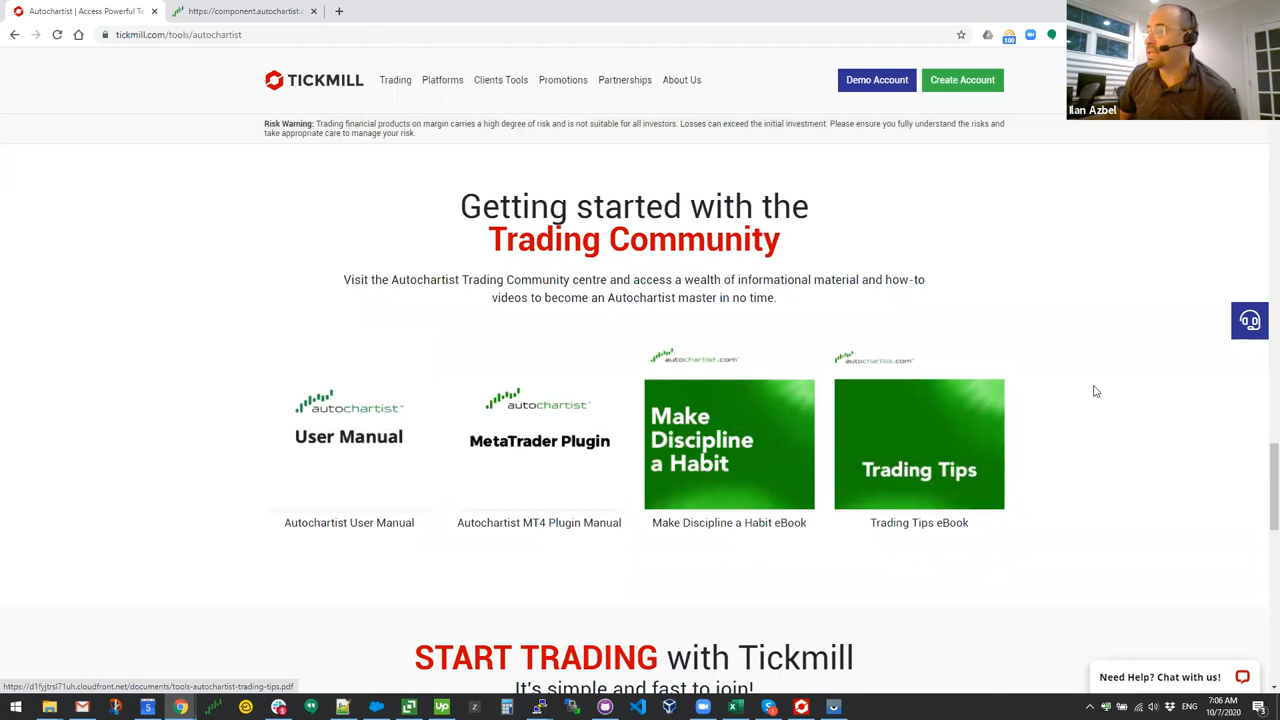 Autochartist | Access Powerful Te
https://component.autochartist.c
tickmill.com/tools/autochartist
100
Ilan Azbel
TICKMILL
Trading
Platforms
Clients Tools
Promotions
Partnerships
About Us
Demo Account
Create Account
Risk Warning: Trading financial products on margin carries a high degree of risk and is not suitable for all investors. Losses can exceed the initial investment. Please ensure you fully understand the risks and
take appropriate care to manage your risk.
Getting started with the
Trading Community
Visit the Autochartist Trading Community centre and access a wealth of informational material and how-to
videos to become an Autochartist master in no time.
autochartist
User Manual
Autochartist User Manual
autochartist
MetaTrader Plugin
Autochartist MT4 Plugin Manual
autochartist.com
Make
Discipline
a Habit
Make Discipline a Habit eBook
autochartist.com
Trading Tips
Trading Tips eBook
START TRADING with Tickmill
It's simple and fast to join!
Need Help? Chat with us!
https://d1fyjtrsl71uh.cloudfront.net/documents/tools-autochartist-trading-tips.pdf
ENG
7:06 AM
10/7/2020